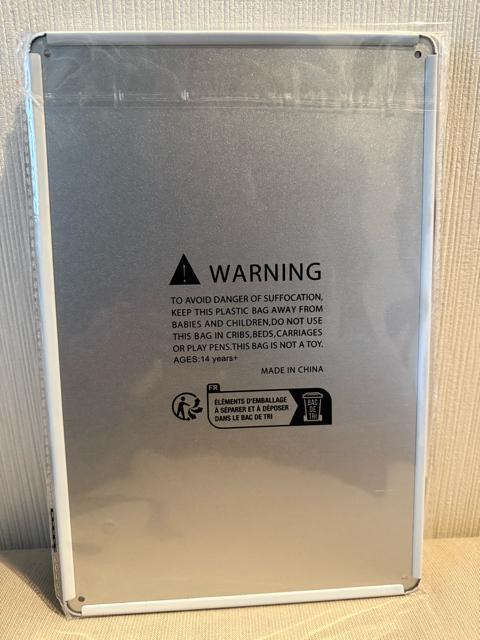 WARNING
TO AVOID DANGER OF SUFFOCATION,
KEEP THIS PLASTIC BAG AWAY FROM
BABIES AND CHILDREN,DO NOT USE
THIS BAG IN CRIBS,BEDS,CARRIAGES
OR PLAY PENS.THIS BAG IS NOT A TOY.
AGES:14 years+
MADE IN CHINA
FR
ÉLÉMENTS D'EMBALLAGE
À SÉPARER ET À DÉPOSER
DANS LE BAC DE TRI
BAC
DE
TRI